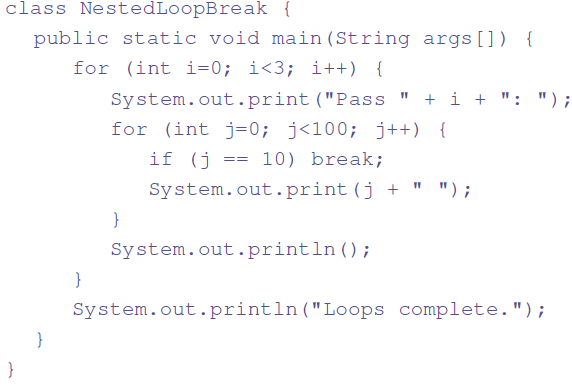 class NestedLoopBreak {
public static void main(String args[]) {
for (int i=0; i<3; i++) {
System.out.print("Pass " + i + ": ");
for (int j=0; j<100; j++) {
if (j == 10) break;
System.out.print(j + " ");
}
System.out.println();
}
System.out.println("Loops complete.");
}
}